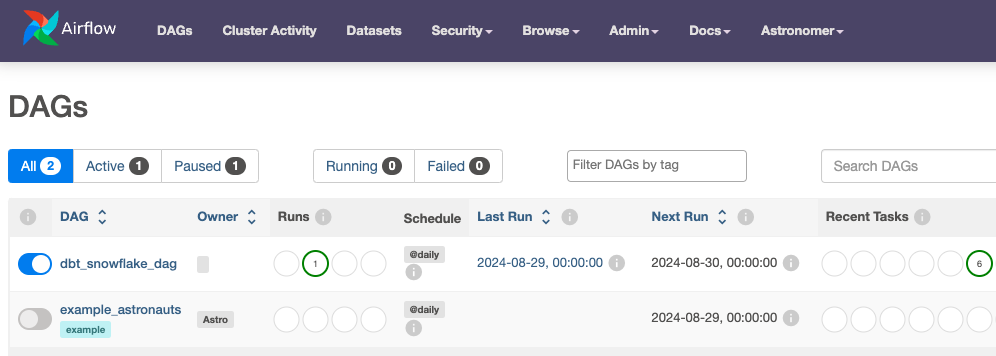 Airflow DAGs Cluster Activity Datasets Security Browse Admin Docs Astronomer
DAGs
All 2 Active 1 Paused 1 Running 0 Failed 0 Filter DAGs by tag Search DAGs
i DAG Owner Runs i Schedule Last Run i Next Run i Recent Tasks i
dbt_snowflake_dag 1 @daily i 2024-08-29, 00:00:00 i 2024-08-30, 00:00:00 i 6
example_astronauts Astro @daily i 2024-08-29, 00:00:00 i
example